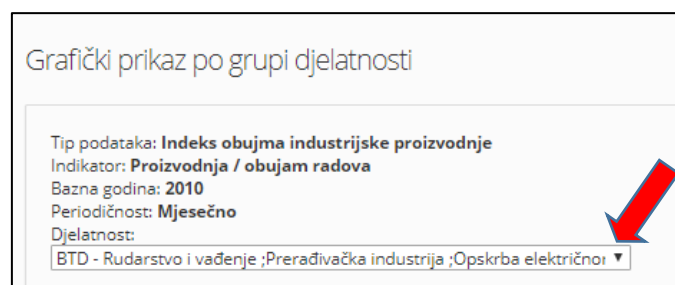 Grafički prikaz po grupi djelatnosti
Tip podataka: Indeks obujma industrijske proizvodnje
Indikator: Proizvodnja / obujam radova
Bazna godina: 2010
Periodičnost: Mjesečno
Djelatnost:
BTD - Rudarstvo i vađenje ;Prerađivačka industrija ;Opskrba električnor